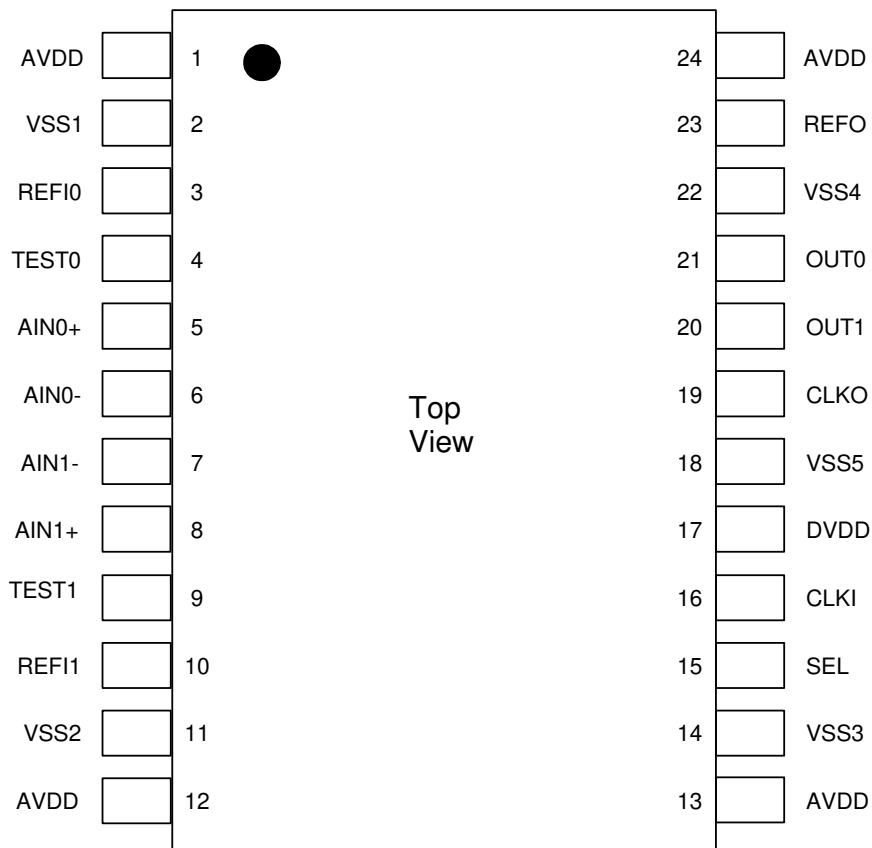 AVDD 1 24 AVDD
VSS1 2 23 REFO
REFI0 3 22 VSS4
TEST0 4 21 OUT0
AIN0+ 5 20 OUT1
AIN0- 6 19 CLKO
Top
View
AIN1- 7 18 VSS5
AIN1+ 8 17 DVDD
TEST1 9 16 CLKI
REFI1 10 15 SEL
VSS2 11 14 VSS3
AVDD 12 13 AVDD